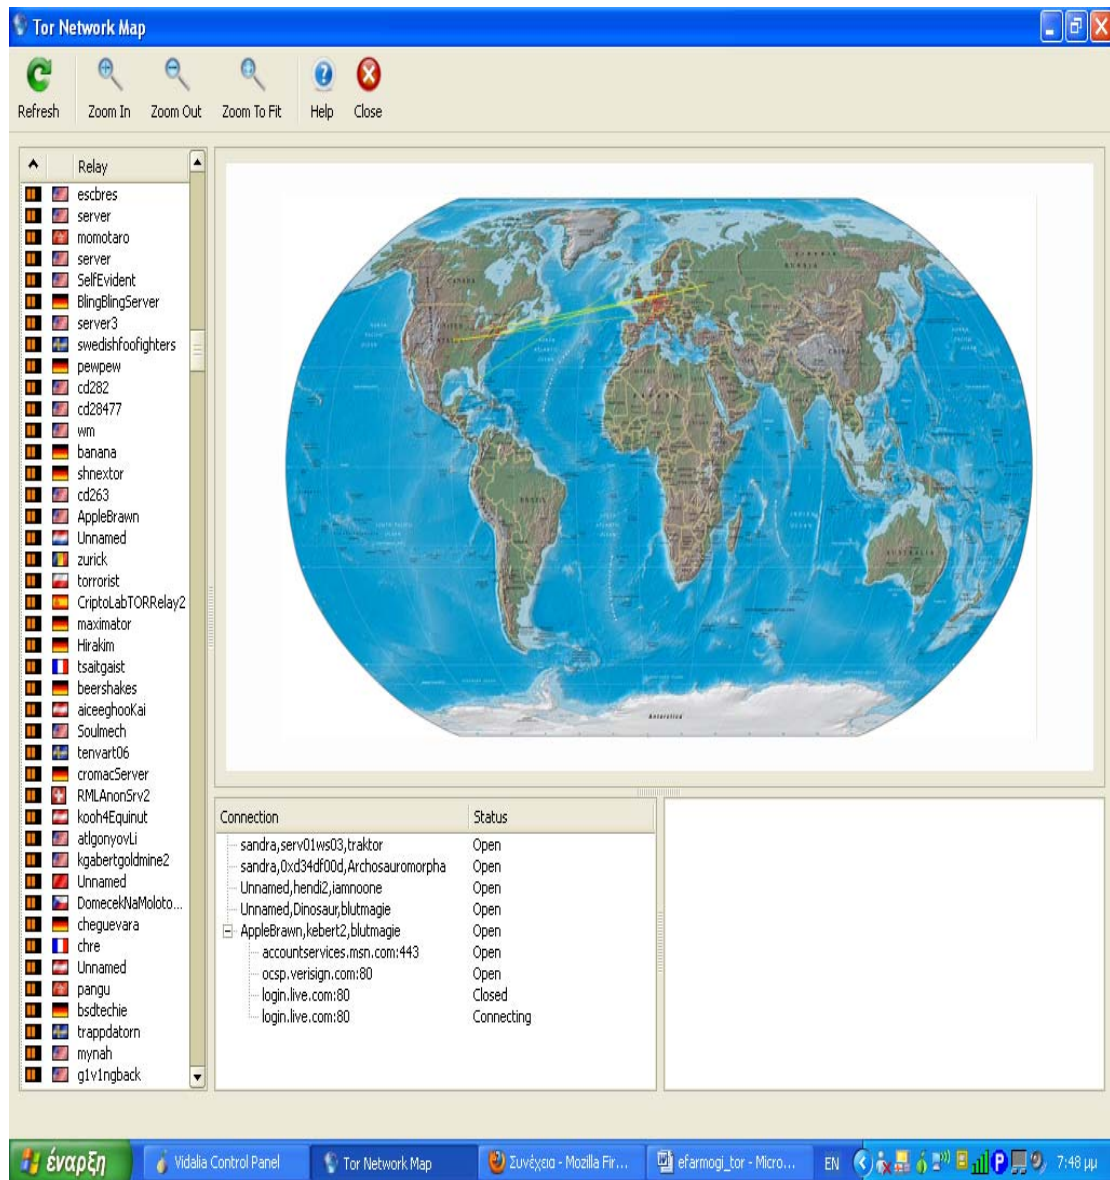 Tor Network Map
Refresh Zoom In Zoom Out Zoom To Fit Help Close
Relay
escbres
server
momotaro
server
SelfEvident
BlingBlingServer
server3
swedishfoofighters
pewpew
cd282
cd28477
wm
banana
shnextor
cd263
AppleBrawn
Unnamed
zurick
torrorist
CriptoLabTORRelay2
maximator
Hirakim
tsaitgaist
beershakes
aiceeghooKai
Soulmech
tenvart06
cromacServer
RMLAnonSrv2
kooh4Equinut
atlgonyovLi
kgabertgoldmine2
Unnamed
DomecekNaMoloto...
cheguevara
chre
Unnamed
pangu
bsdtechie
trappdatorn
mynah
g1v1ngback
CANADA
RUSSIA
BRAZIL
AUSTRALIA
Antarctica
Connection Status
sandra,serv01ws03,traktor Open
sandra,0xd34df00d,Archosauromorpha Open
Unnamed,hendi2,iamnoone Open
Unnamed,Dinosaur,blutmagie Open
AppleBrawn,kebert2,blutmagie Open
accountservices.msn.com:443 Open
ocsp.verisign.com:80 Open
login.live.com:80 Closed
login.live.com:80 Connecting
έναρξη Vidalia Control Panel Tor Network Map Συνέχεια - Mozilla Fir... efarmogi_tor - Micro... EN 7:48 μμ